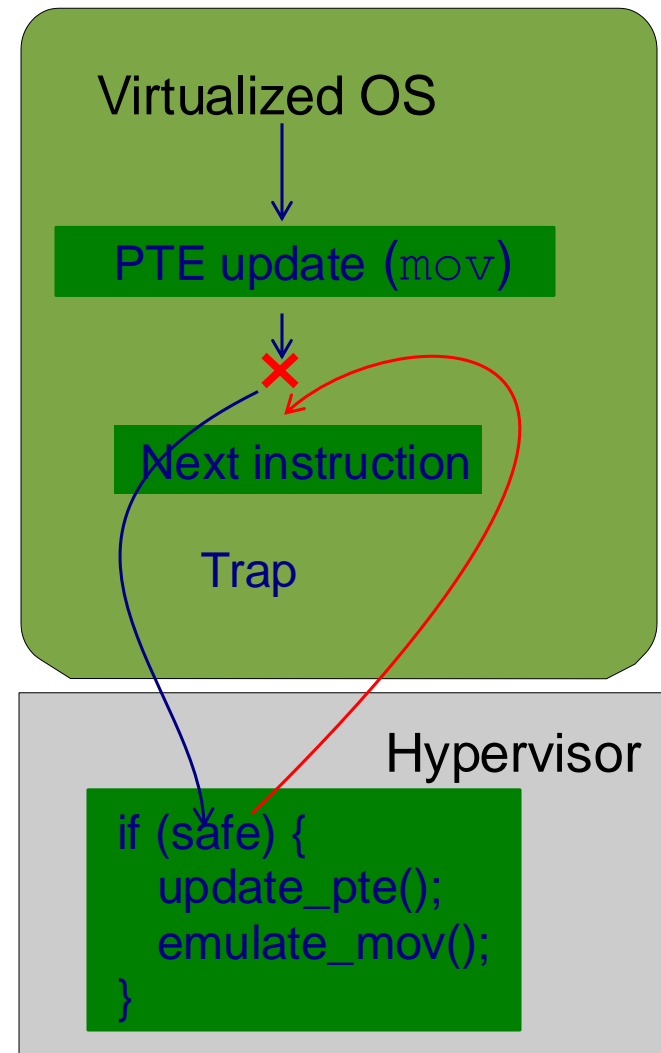 Virtualized OS
PTE update (mov)
Next instruction
Trap
Hypervisor
if (safe) {
update_pte();
emulate_mov();
}